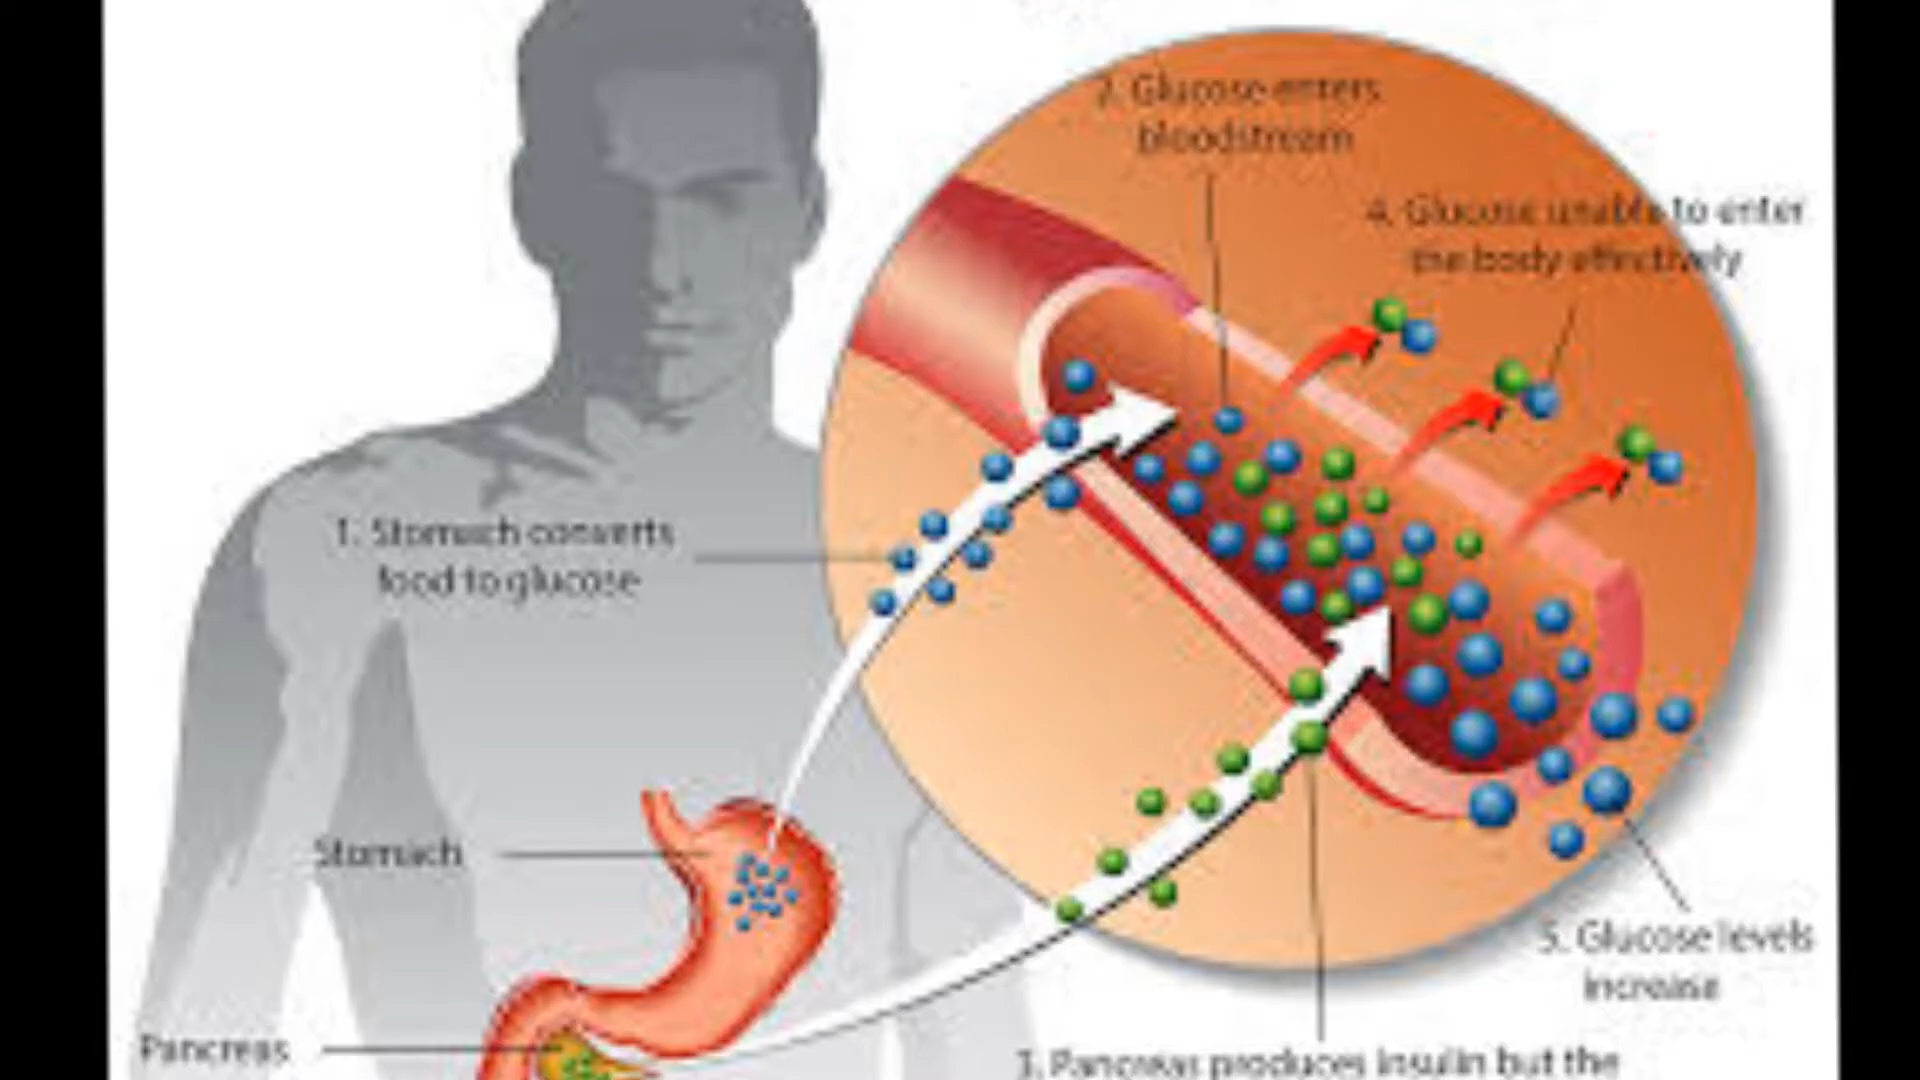 2. Glucose enters
bloodstream
4. Glucose unable to enter
the body effectively
1. Stomach converts
food to glucose
Stomach
5. Glucose levels
increase
Pancreas
3. Pancreas produces insulin but the